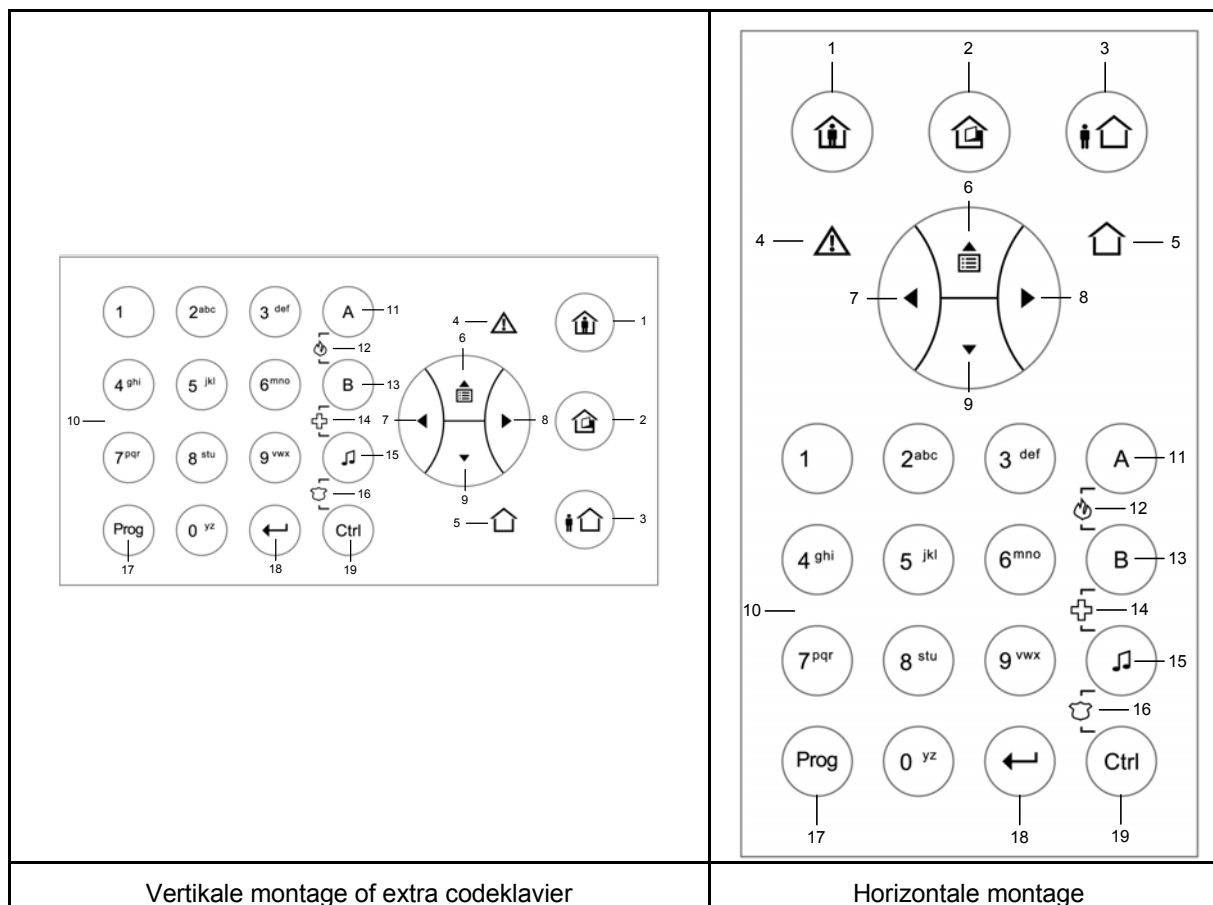 1
2abc
3 def
A
11
4
1
6
12
4 ghi
5 jkl
6mno
B
13
10
14
7
8
2
7pqr
8 stu
9vwx
15
9
16
5
3
Prog
0 yz
Ctrl
17
18
19
Vertikale montage of extra codeklavier
1
2
3
6
4
5
7
8
9
1
2abc
3 def
A
11
12
4 ghi
5 jkl
6mno
B
13
10
14
7pqr
8 stu
9vwx
15
16
Prog
0 yz
Ctrl
17
18
19
Horizontale montage